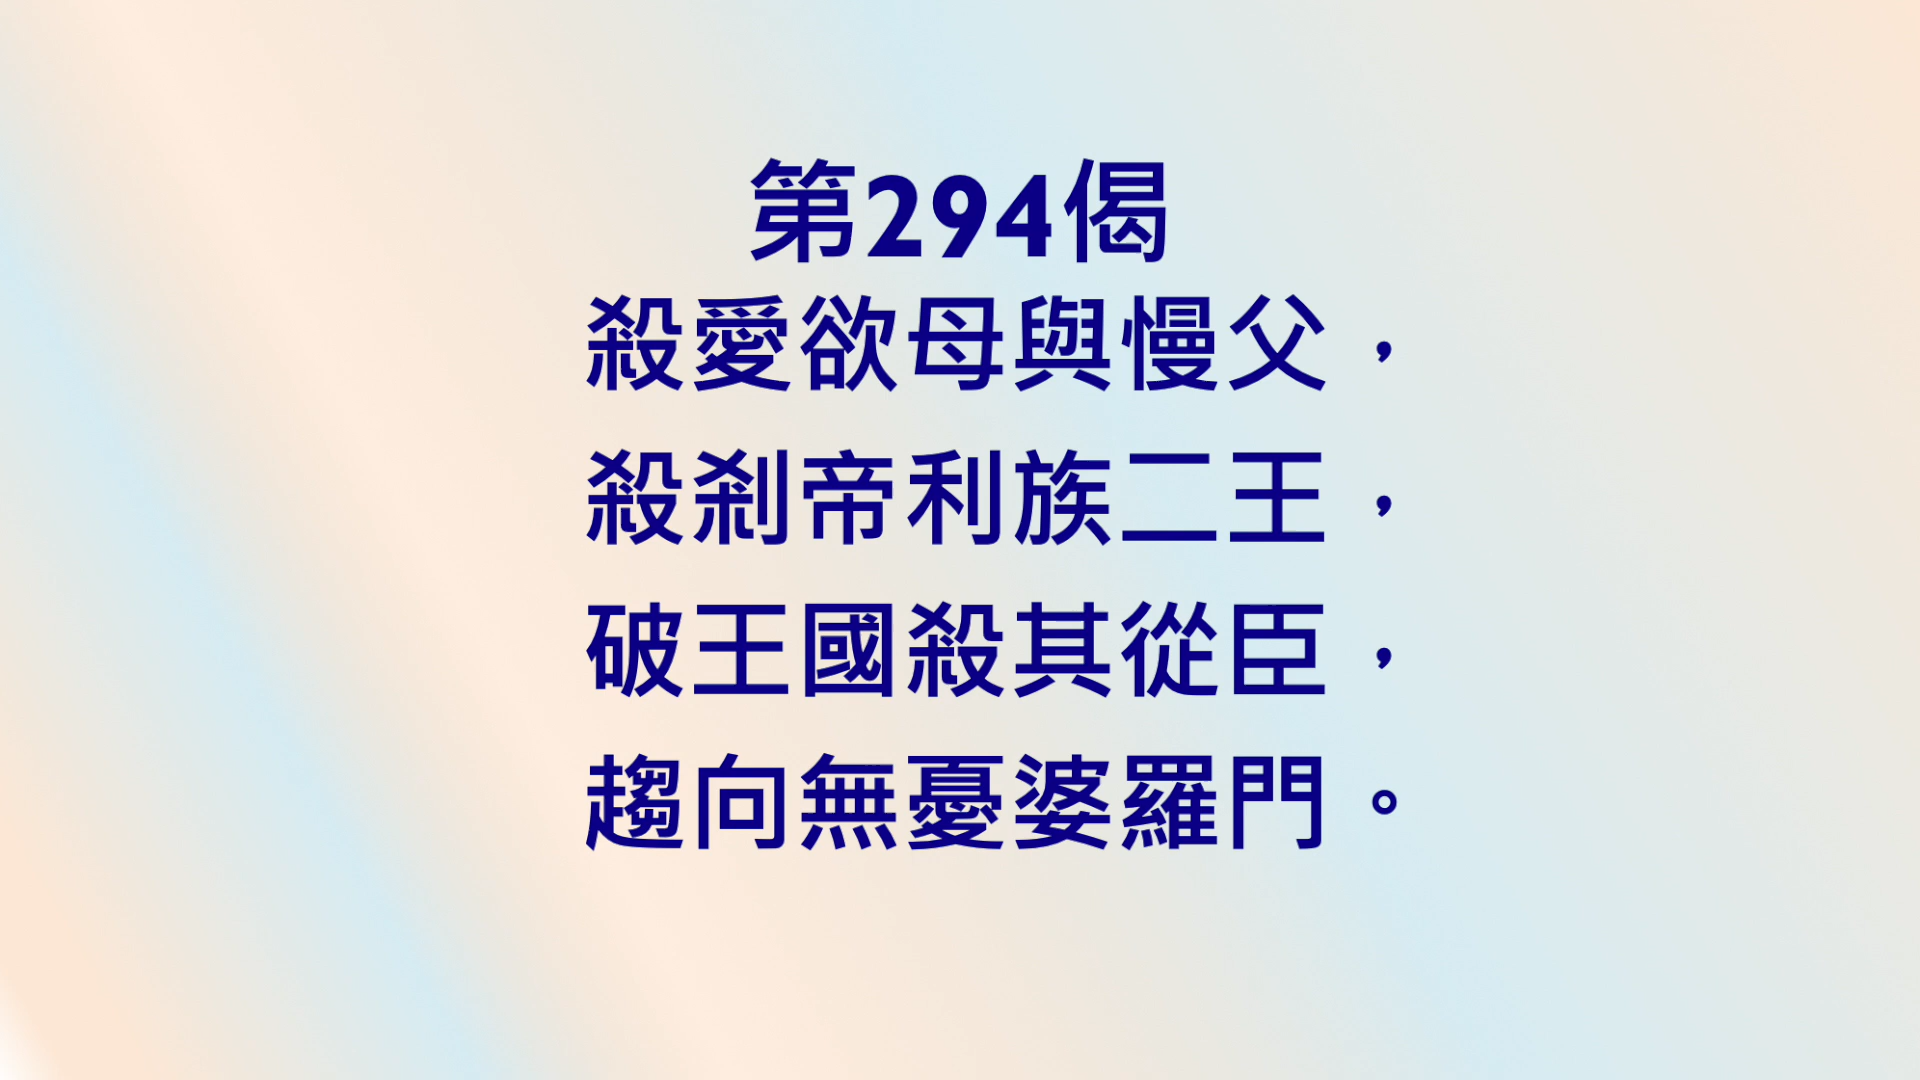 第294偈
殺愛欲母與慢父，
殺剎帝利族二王，
破王國殺其從臣，
趨向無憂婆羅門。